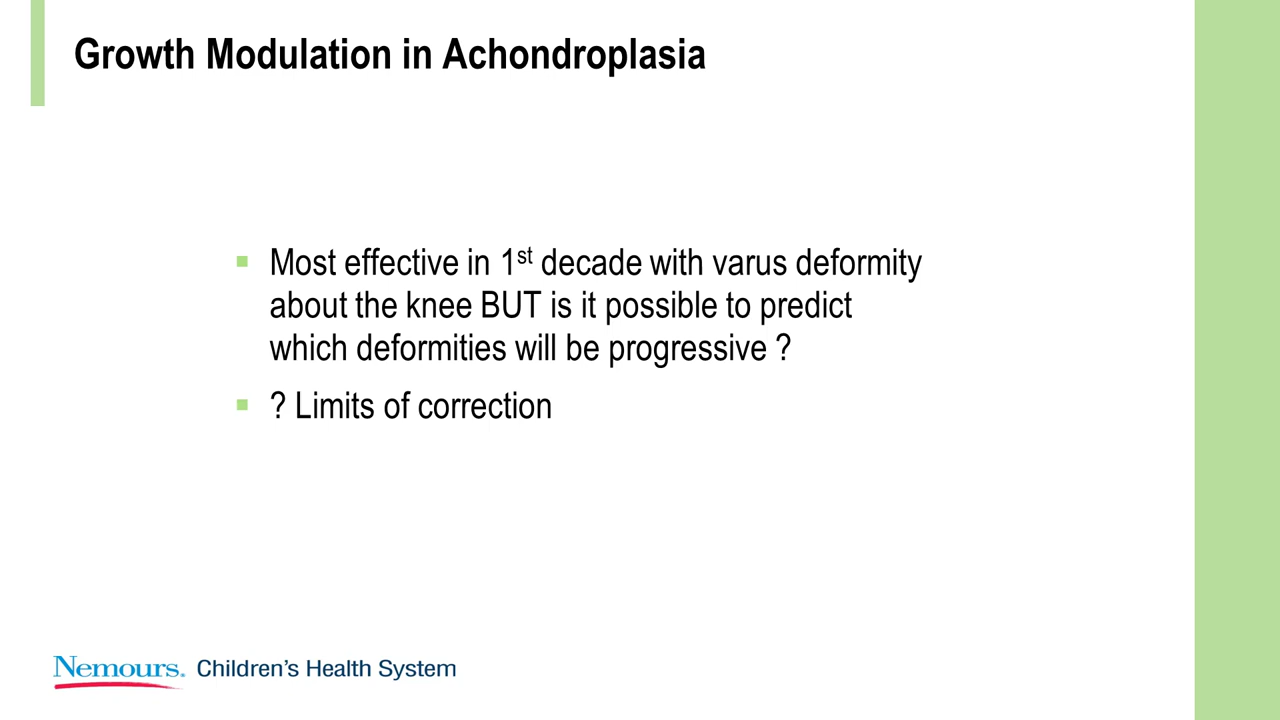 Growth Modulation in Achondroplasia
▪ Most effective in 1st decade with varus deformity
about the knee BUT is it possible to predict
which deformities will be progressive ?
▪ ? Limits of correction
Nemours. Children's Health System